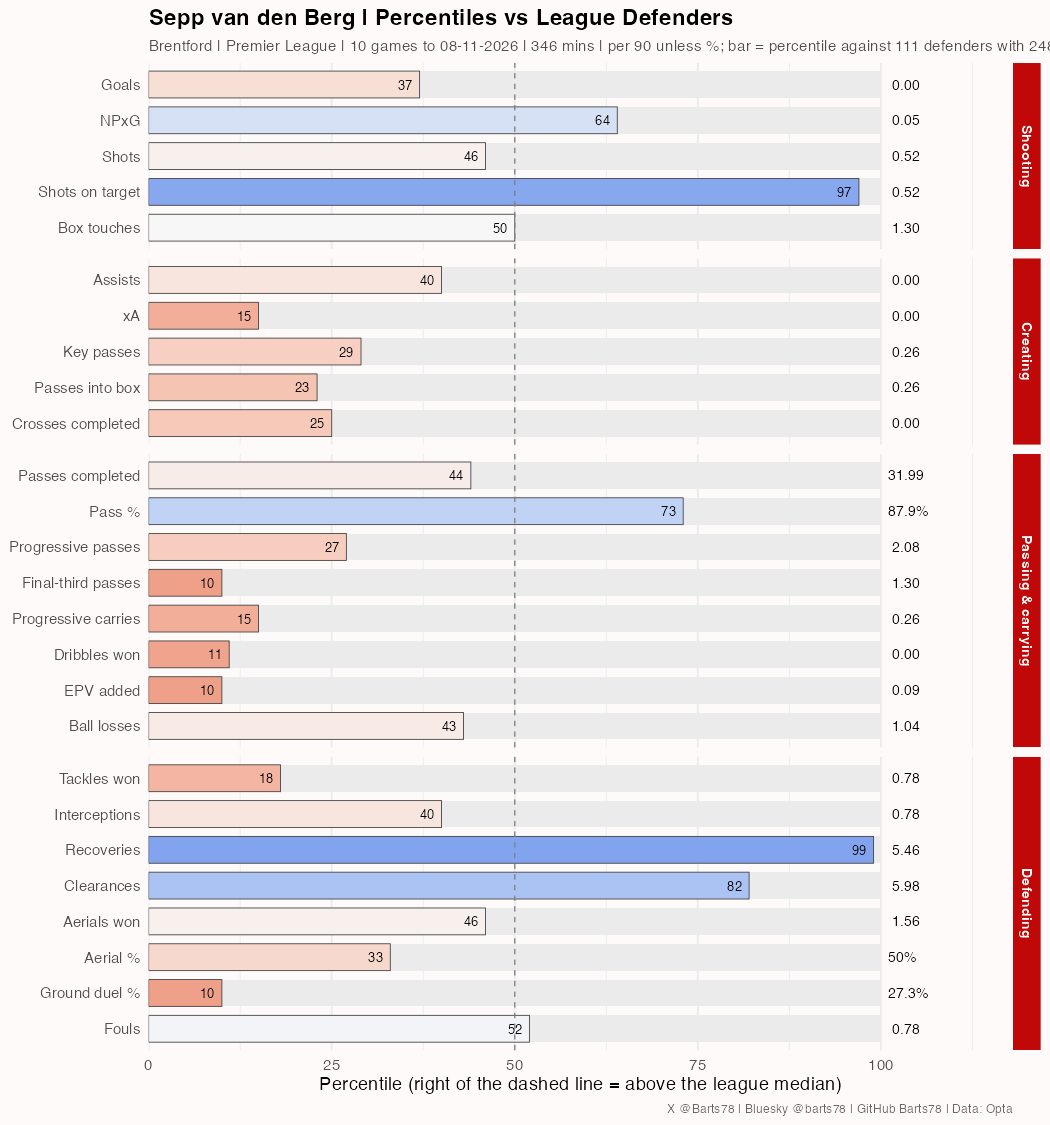 Sepp van den Berg | Percentiles vs League Defenders
Brentford | Premier League | 10 games to 08-11-2026 | 346 mins | per 90 unless %; bar = percentile against 111 defenders with 248
Shooting
Goals 37 0.00
NPxG 64 0.05
Shots 46 0.52
Shots on target 97 0.52
Box touches 50 1.30
Creating
Assists 40 0.00
xA 15 0.00
Key passes 29 0.26
Passes into box 23 0.26
Crosses completed 25 0.00
Passing & carrying
Passes completed 44 31.99
Pass % 73 87.9%
Progressive passes 27 2.08
Final-third passes 10 1.30
Progressive carries 15 0.26
Dribbles won 11 0.00
EPV added 10 0.09
Ball losses 43 1.04
Defending
Tackles won 18 0.78
Interceptions 40 0.78
Recoveries 99 5.46
Clearances 82 5.98
Aerials won 46 1.56
Aerial % 33 50%
Ground duel % 10 27.3%
Fouls 52 0.78
0 25 50 75 100
Percentile (right of the dashed line = above the league median)
X @Barts78 | Bluesky @barts78 | GitHub Barts78 | Data: Opta